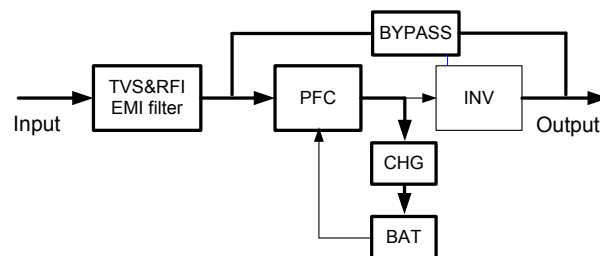 BYPASS
TVS&RFI
EMI filter
PFC
INV
Input
Output
CHG
BAT